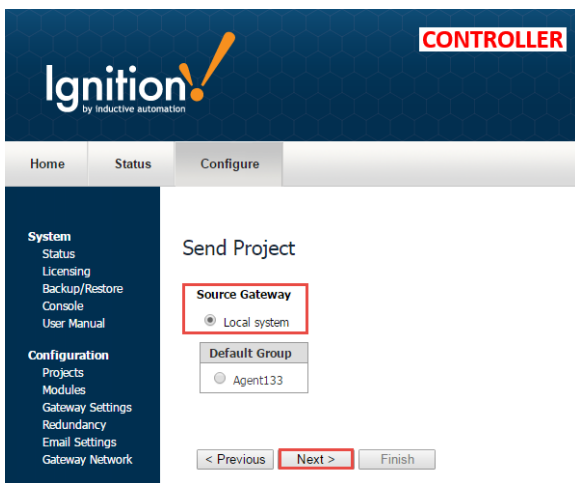 CONTROLLER
Ignition!
by inductive automation
Home Status Configure
System
Status
Licensing
Backup/Restore
Console
User Manual
Configuration
Projects
Modules
Gateway Settings
Redundancy
Email Settings
Gateway Network
Send Project
Source Gateway
Local system
Default Group
Agent133
< Previous Next > Finish